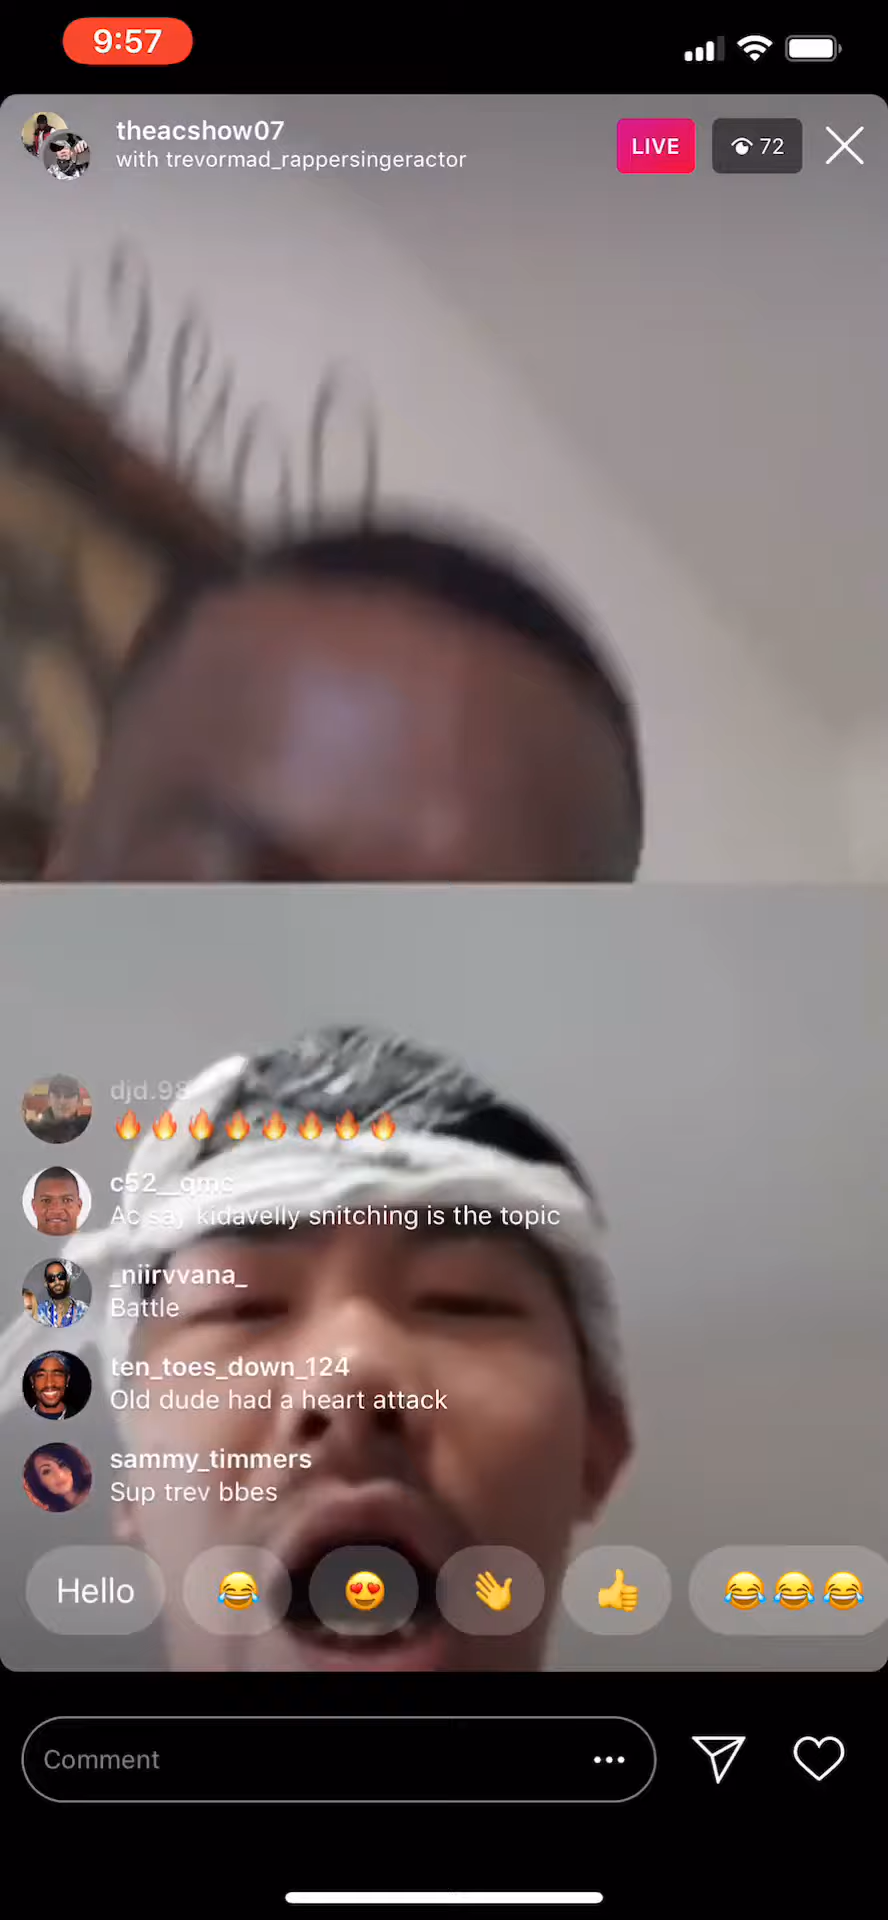 9:57
theacshow07
with trevormad_rappersingeractor
LIVE
72
djd.98
🔥🔥🔥🔥🔥🔥🔥🔥
c52__qmc
Ac say kidavelly snitching is the topic
_niirvvana_
Battle
ten_toes_down_124
Old dude had a heart attack
sammy_timmers
Sup trev bbes
Hello 😂 😍 👋 👍 😂😂😂
Comment